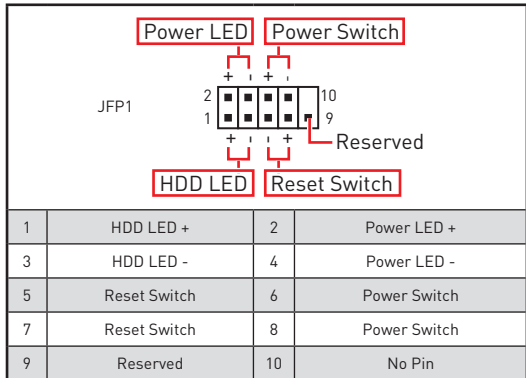 Power LED Power Switch
+ - + -
JFP1
2 10
1 9
+ - - +
Reserved
HDD LED Reset Switch
1 HDD LED + 2 Power LED +
3 HDD LED - 4 Power LED -
5 Reset Switch 6 Power Switch
7 Reset Switch 8 Power Switch
9 Reserved 10 No Pin